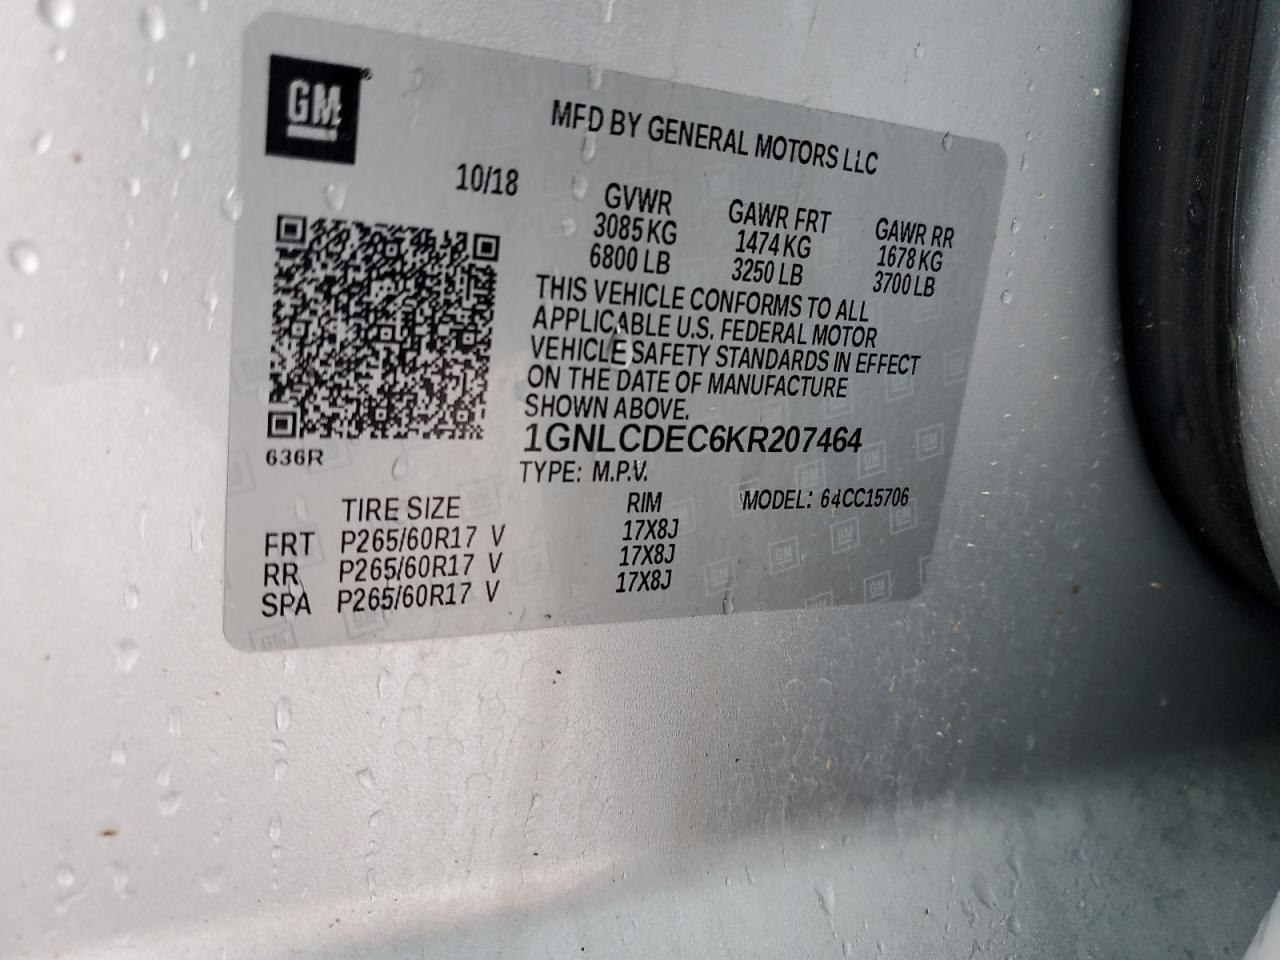 GM®
MFD BY GENERAL MOTORS LLC
10/18
GVWR GAWR FRT GAWR RR
3085 KG 1474 KG 1678 KG
6800 LB 3250 LB 3700 LB
THIS VEHICLE CONFORMS TO ALL
APPLICABLE U.S. FEDERAL MOTOR
VEHICLE SAFETY STANDARDS IN EFFECT
ON THE DATE OF MANUFACTURE
SHOWN ABOVE.
636R
1GNLCDEC6KR207464
TYPE: M.P.V.
MODEL: 64CC15706
TIRE SIZE RIM
FRT P265/60R17 V 17X8J
RR P265/60R17 V 17X8J
SPA P265/60R17 V 17X8J